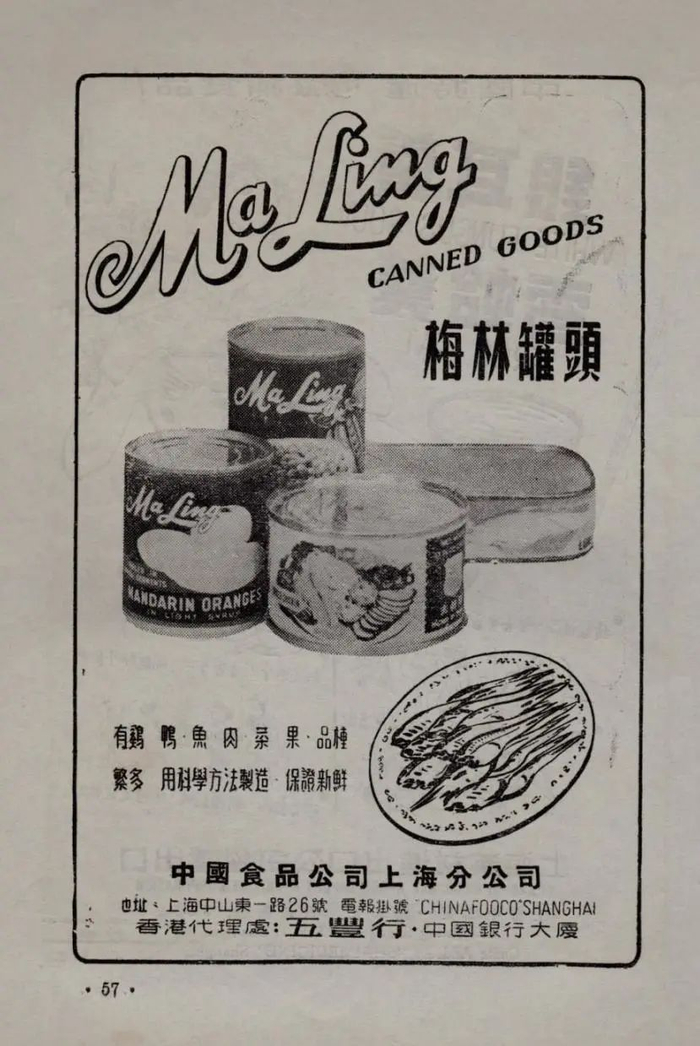 Ma Ling
CANNED GOODS
梅林罐頭
Ma Ling
Ma Ling
MANDARIN ORANGES
IN LIGHT SYRUP
有鷄 鴨·魚 肉 菜 果·品種
繁多 用科學方法製造·保證新鮮
中國食品公司上海分公司
地址：上海中山東一路26號 電報掛號 "CHINAFOOCO"SHANGHAI
香港代理處：五豐行·中國銀行大廈
·57·